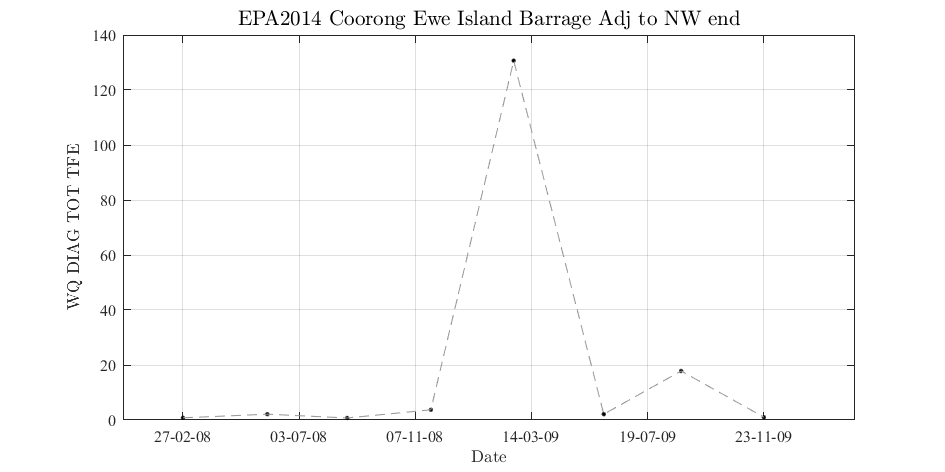 EPA2014 Coorong Ewe Island Barrage Adj to NW end
WQ DIAG TOT TFE
140
120
100
80
60
40
20
0
27-02-08 03-07-08 07-11-08 14-03-09 19-07-09 23-11-09
Date